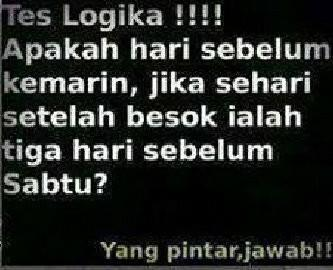 Tes Logika !!!!
Apakah hari sebelum
kemarin, jika sehari
setelah besok ialah
tiga hari sebelum
Sabtu?
Yang pintar,jawab!!